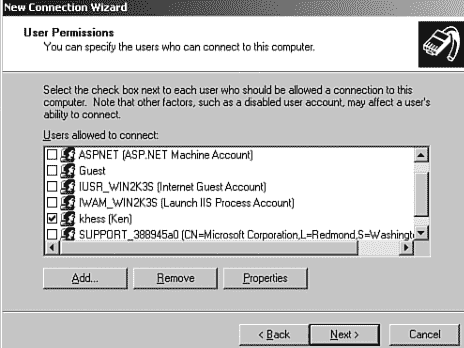 New Connection Wizard
User Permissions
You can specify the users who can connect to this computer.
Select the check box next to each user who should be allowed a connection to this
computer. Note that other factors, such as a disabled user account, may affect a user's
ability to connect.
Users allowed to connect:
ASPNET (ASP.NET Machine Account)
Guest
IUSR_WIN2K3S (Internet Guest Account)
IWAM_WIN2K3S (Launch IIS Process Account)
khess (Ken)
SUPPORT_388945a0 (CN=Microsoft Corporation,L=Redmond,S=Washingt
Add... Remove Properties
< Back Next > Cancel